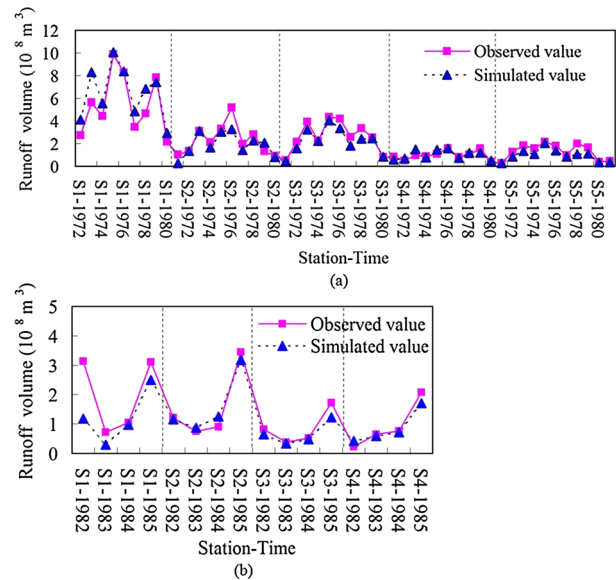 Runoff volume (10⁸ m³)
12
10
8
6
4
2
0
Observed value
Simulated value
S1-1972
S1-1974
S1-1976
S1-1978
S1-1980
S2-1972
S2-1974
S2-1976
S2-1978
S2-1980
S3-1972
S3-1974
S3-1976
S3-1978
S3-1980
S4-1972
S4-1974
S4-1976
S4-1978
S4-1980
S5-1972
S5-1974
S5-1976
S5-1978
S5-1980
Station-Time
(a)
Runoff volume (10⁸ m³)
5
4
3
2
1
0
Observed value
Simulated value
S1-1982
S1-1983
S1-1984
S1-1985
S2-1982
S2-1983
S2-1984
S2-1985
S3-1982
S3-1983
S3-1984
S3-1985
S4-1982
S4-1983
S4-1984
S4-1985
Station-Time
(b)